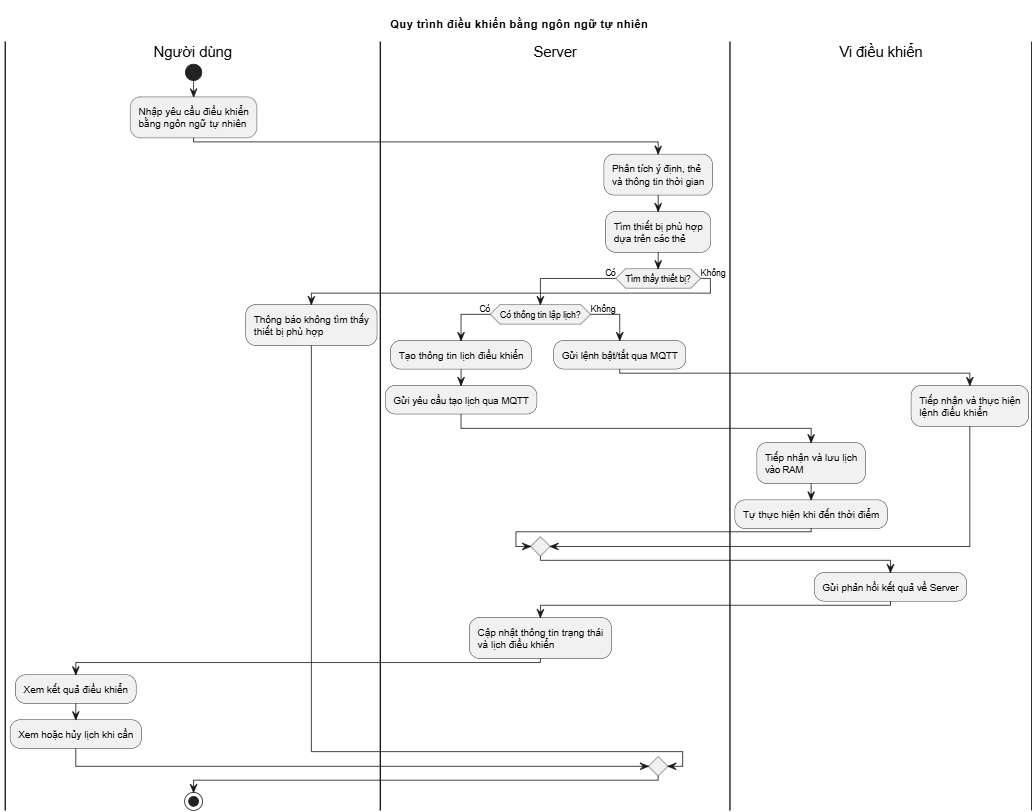 Quy trình điều khiển bằng ngôn ngữ tự nhiên
Người dùng
Server
Vi điều khiển
Nhập yêu cầu điều khiển
bằng ngôn ngữ tự nhiên
Phân tích ý định, thẻ
và thông tin thời gian
Tìm thiết bị phù hợp
dựa trên các thẻ
Có
Tìm thấy thiết bị?
Không
Thông báo không tìm thấy
thiết bị phù hợp
Có
Có thông tin lập lịch?
Không
Tạo thông tin lịch điều khiển
Gửi lệnh bật/tắt qua MQTT
Gửi yêu cầu tạo lịch qua MQTT
Tiếp nhận và thực hiện
lệnh điều khiển
Tiếp nhận và lưu lịch
vào RAM
Tự thực hiện khi đến thời điểm
Gửi phản hồi kết quả về Server
Cập nhật thông tin trạng thái
và lịch điều khiển
Xem kết quả điều khiển
Xem hoặc hủy lịch khi cần